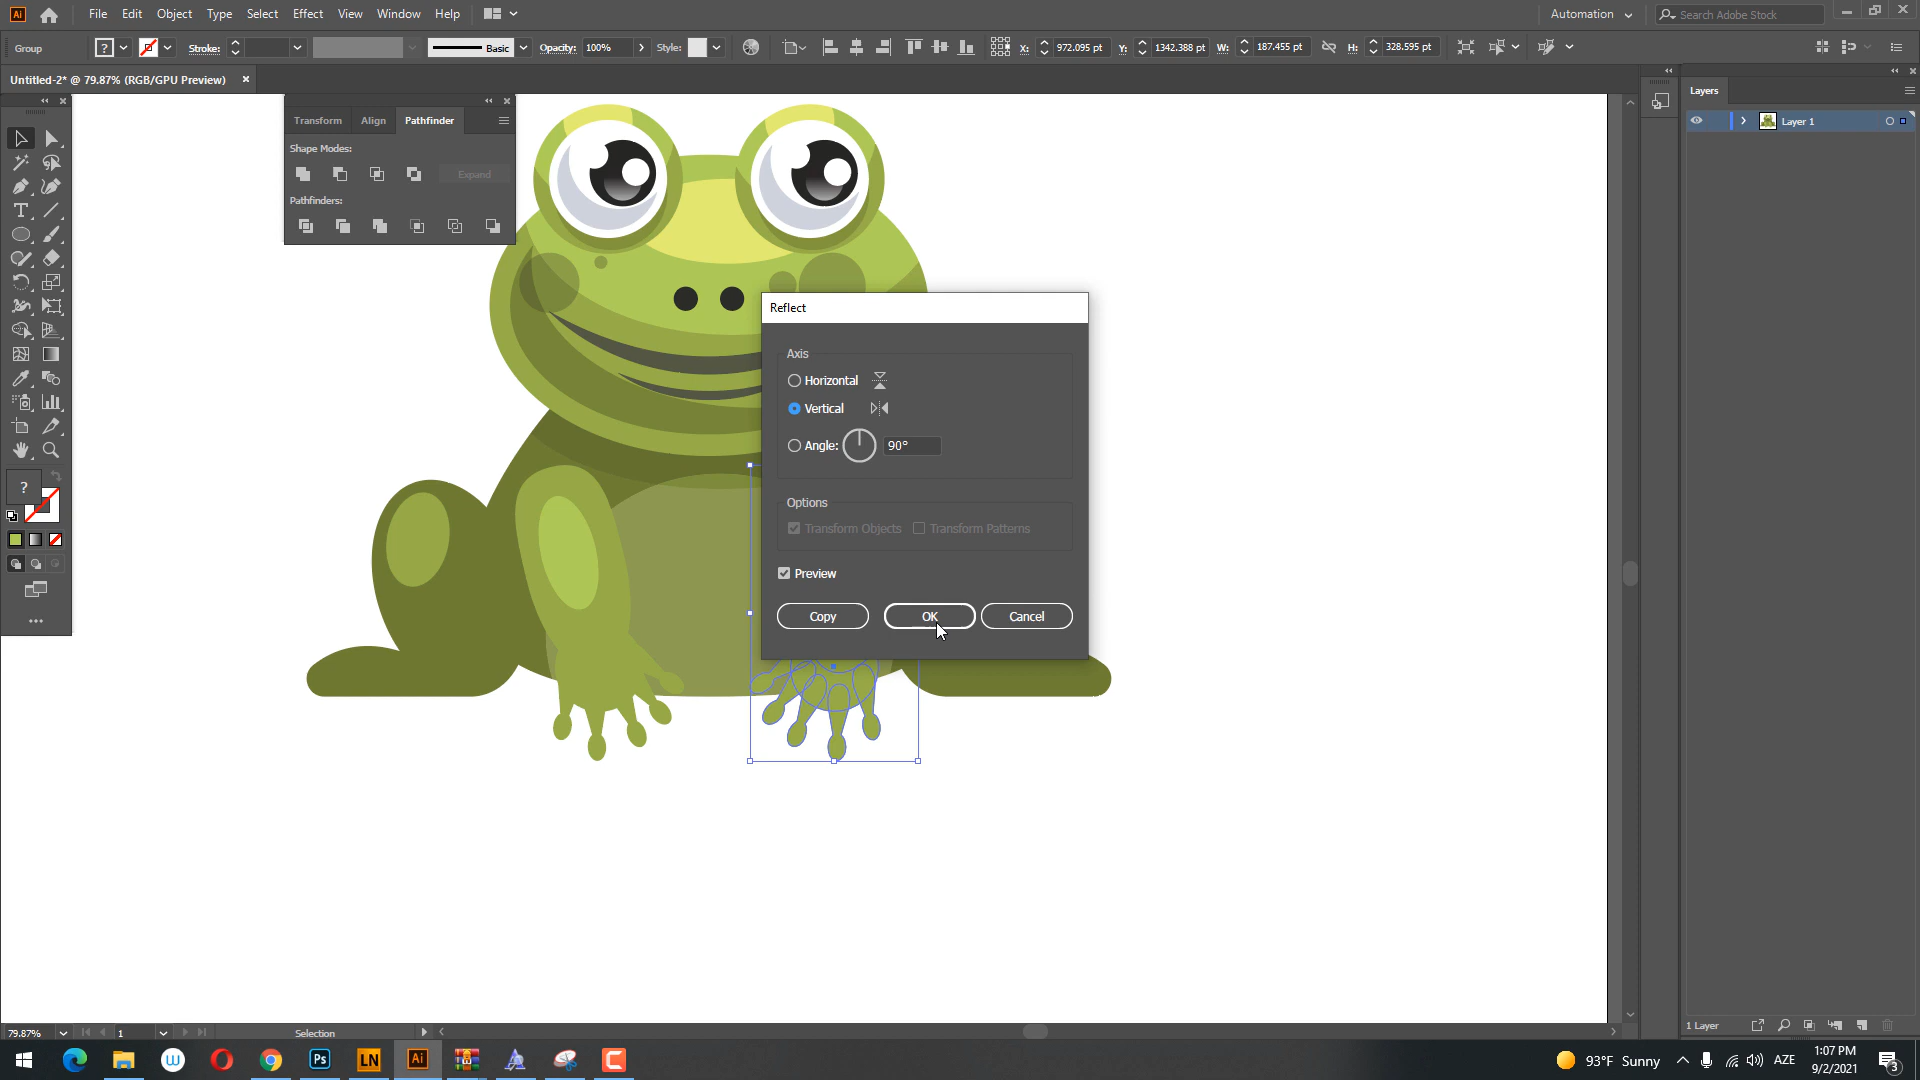 Ai
File Edit Object Type Select Effect View Window Help
Automation
Search Adobe Stock
Group
?
Stroke:
Basic
Opacity: 100%
Style:
X: 972.095 pt
Y: 1342.388 pt
W: 187.455 pt
H: 328.595 pt
Untitled-2* @ 79.87% (RGB/GPU Preview)
Transform Align Pathfinder
Shape Modes:
Expand
Pathfinders:
Layers
Layer 1
Reflect
Axis
Horizontal
Vertical
Angle: 90°
Options
Transform Objects Transform Patterns
Preview
Copy OK Cancel
?
79.87% 1 Selection
1 Layer
Ps LN Ai
93°F Sunny
AZE
1:07 PM
9/2/2021
3